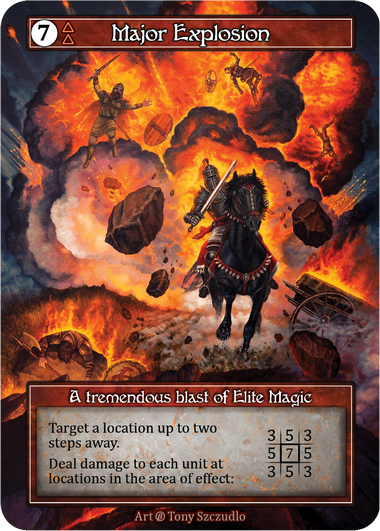 7 Major Explosion
A tremendous blast of Elite Magic
Target a location up to two
steps away.
Deal damage to each unit at
locations in the area of effect:
3 5 3
5 7 5
3 5 3
Art @ Tony Szczudlo